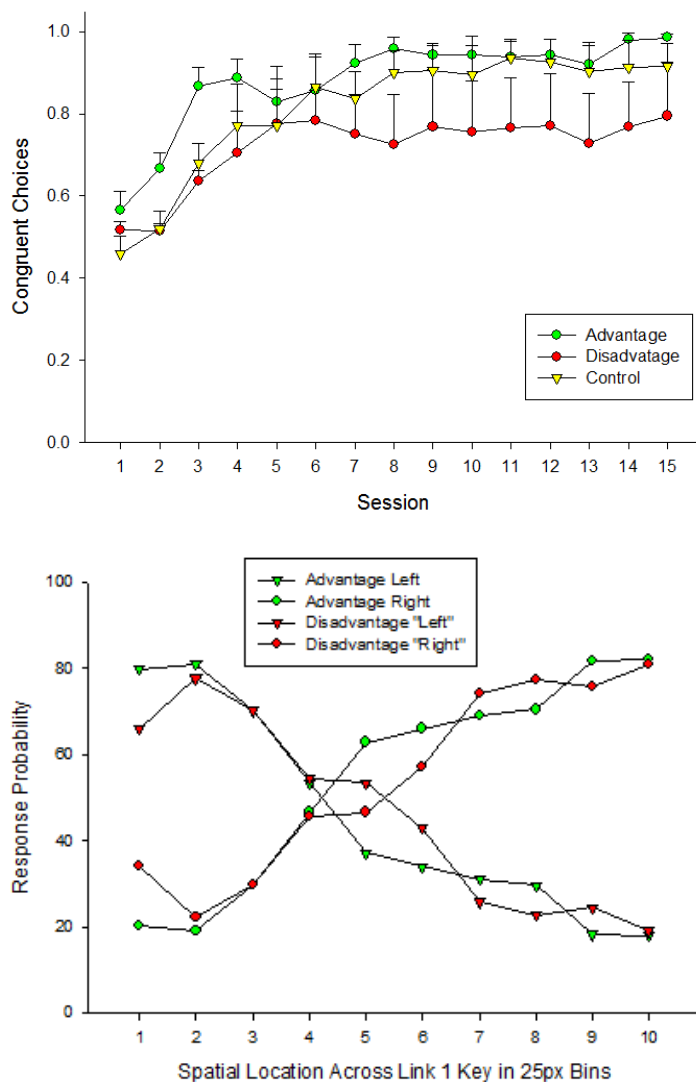 1.0
0.8
0.6
0.4
0.2
0.0
Congruent Choices
Advantage
Disadvatage
Control
1 2 3 4 5 6 7 8 9 10 11 12 13 14 15
Session
Advantage Left
Advantage Right
Disadvantage "Left"
Disadvantage "Right"
100
80
60
40
20
0
Response Probability
1 2 3 4 5 6 7 8 9 10
Spatial Location Across Link 1 Key in 25px Bins